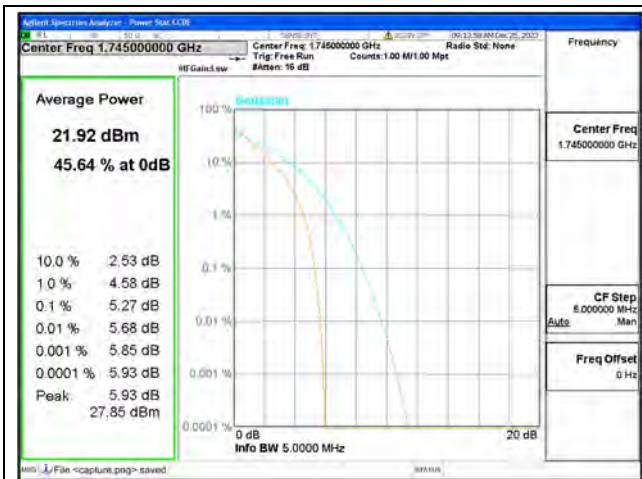 Agilent Spectrum Analyzer - Power Stat CCDF
Center Freq 1.745000000 GHz
Center Freq: 1.745000000 GHz
Radio Std: None
Trig: Free Run
Counts:1.00 M/1.00 Mpt
#IFGain:Low
#Atten: 16 dB
Frequency
Average Power
21.92 dBm
45.64 % at 0dB
10.0 % 2.53 dB
1.0 % 4.58 dB
0.1 % 5.27 dB
0.01 % 5.68 dB
0.001 % 5.85 dB
0.0001 % 5.93 dB
Peak 5.93 dB
27.85 dBm
Gaussian
100 %
10 %
1 %
0.1 %
0.01 %
0.001 %
0.0001 %
0 dB
20 dB
Info BW 5.0000 MHz
Center Freq
1.745000000 GHz
CF Step
5.000000 MHz
Auto Man
Freq Offset
0 Hz
MSG File <capture.png> saved
STATUS